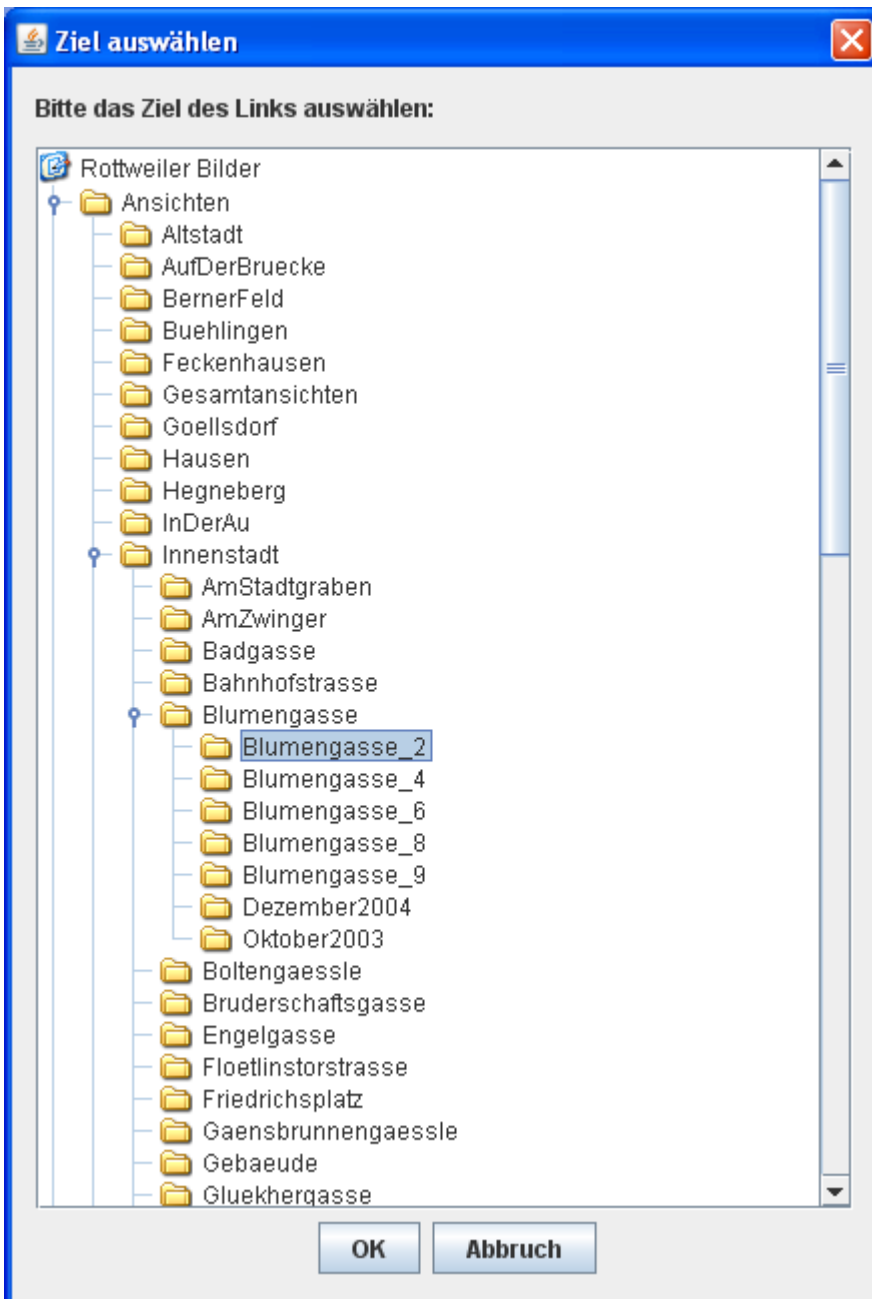 Ziel auswählen
Bitte das Ziel des Links auswählen:
Rottweiler Bilder
Ansichten
Altstadt
AufDerBruecke
BernerFeld
Buehlingen
Feckenhausen
Gesamtansichten
Goellsdorf
Hausen
Hegneberg
InDerAu
Innenstadt
AmStadtgraben
AmZwinger
Badgasse
Bahnhofstrasse
Blumengasse
Blumengasse_2
Blumengasse_4
Blumengasse_6
Blumengasse_8
Blumengasse_9
Dezember2004
Oktober2003
Boltengaessle
Bruderschaftsgasse
Engelgasse
Floetlinstorstrasse
Friedrichsplatz
Gaensbrunnengaessle
Gebaeude
Gluekhergasse
OK Abbruch